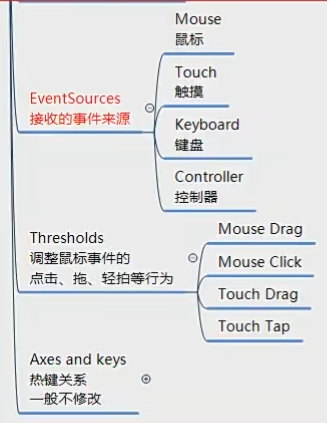 EventSources
接收的事件来源
Mouse
鼠标
Touch
触摸
Keyboard
键盘
Controller
控制器
Thresholds
调整鼠标事件的
点击、拖、轻拍等行为
Mouse Drag
Mouse Click
Touch Drag
Touch Tap
Axes and keys
热键关系
一般不修改